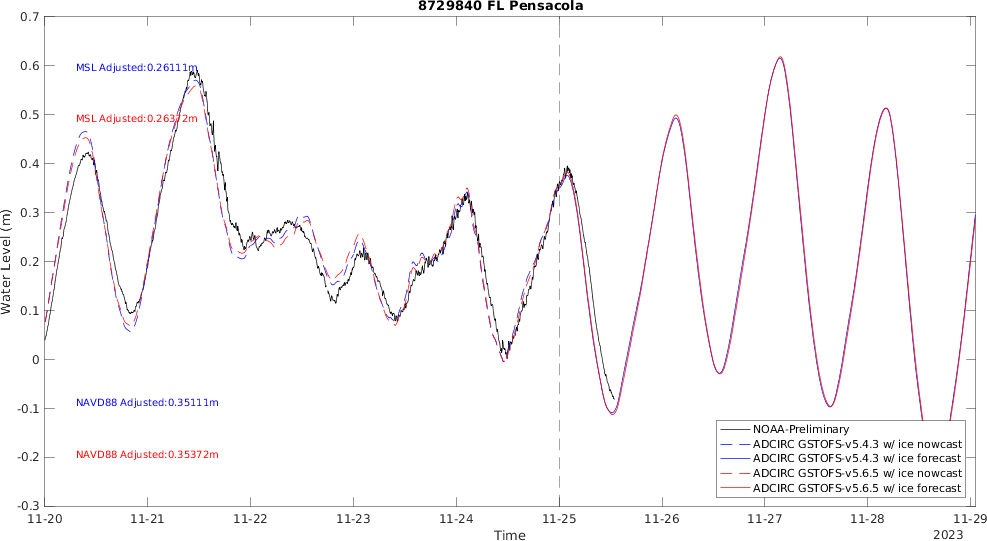 8729840 FL Pensacola
0.7
0.6
0.5
0.4
0.3
0.2
0.1
0
-0.1
-0.2
-0.3
Water Level (m)
MSL Adjusted:0.26111m
MSL Adjusted:0.26372m
NAVD88 Adjusted:0.35111m
NAVD88 Adjusted:0.35372m
NOAA-Preliminary
ADCIRC GSTOFS-v5.4.3 w/ ice nowcast
ADCIRC GSTOFS-v5.4.3 w/ ice forecast
ADCIRC GSTOFS-v5.6.5 w/ ice nowcast
ADCIRC GSTOFS-v5.6.5 w/ ice forecast
11-20 11-21 11-22 11-23 11-24 11-25 11-26 11-27 11-28 11-29
Time
2023